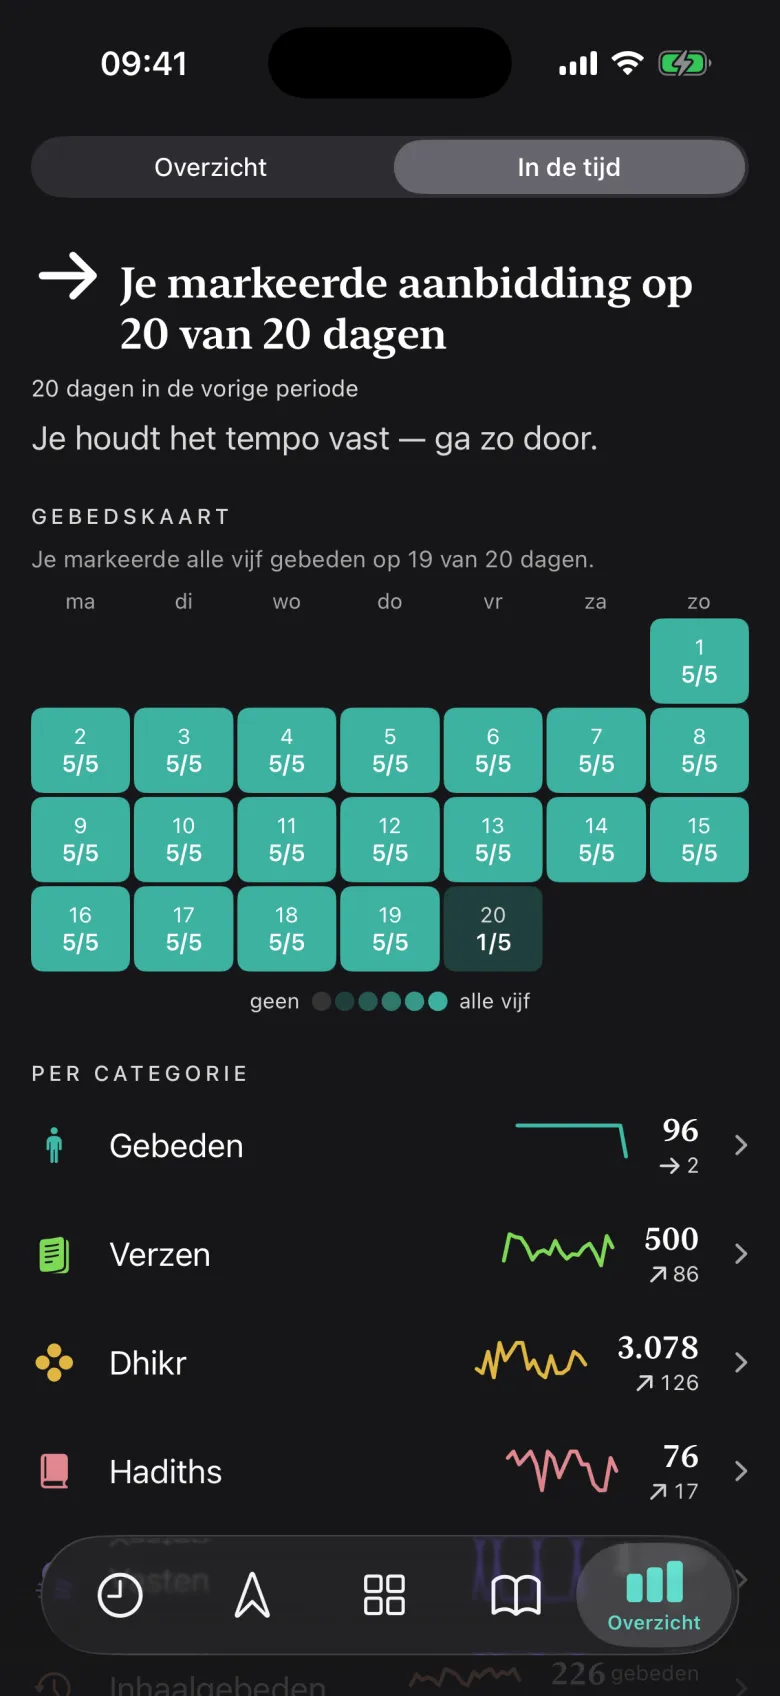 09:41
Overzicht
In de tijd
Je markeerde aanbidding op
20 van 20 dagen
20 dagen in de vorige periode
Je houdt het tempo vast — ga zo door.
GEBEDSKAART
Je markeerde alle vijf gebeden op 19 van 20 dagen.
ma di wo do vr za zo
1
5/5
2 3 4 5 6 7 8
5/5 5/5 5/5 5/5 5/5 5/5 5/5
9 10 11 12 13 14 15
5/5 5/5 5/5 5/5 5/5 5/5 5/5
16 17 18 19 20
5/5 5/5 5/5 5/5 1/5
geen alle vijf
PER CATEGORIE
Gebeden 96
→ 2
Verzen 500
↗ 86
Dhikr 3.078
↗ 126
Hadiths 76
↗ 17
Vasten
Overzicht
Inhaalgebeden 226 gebeden